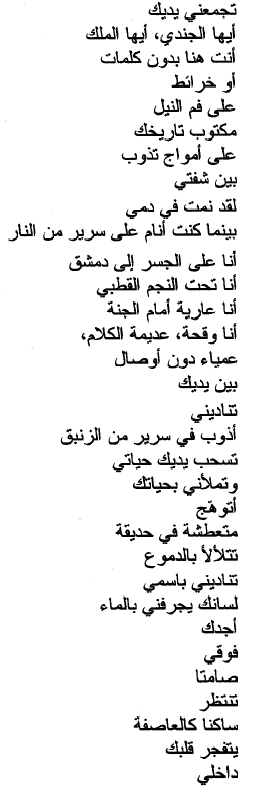 تجمعني يديك
أيها الجندي، أيها الملك
أنت هنا بدون كلمات
أو خرائط
على فم النيل
مكتوب تاريخك
على أمواج تذوب
بين شفتي
لقد نمت في دمي
بينما كنت أنام على سرير من النار
أنا على الجسر إلى دمشق
أنا تحت النجم القطبي
أنا عارية أمام الجنة
أنا وقحة، عديمة الكلام،
عمياء دون أوصال
بين يديك
تناديني
أذوب في سرير من الزنبق
تسحب يديك حياتي
وتملأني بحياتك
أتوهج
متعطشة في حديقة
تتلألأ بالدموع
تناديني باسمي
لسانك يجرفني بالماء
أجدك
فوقي
صامتا
تنتظر
ساكنا كالعاصفة
يتفجر قلبك
داخلي